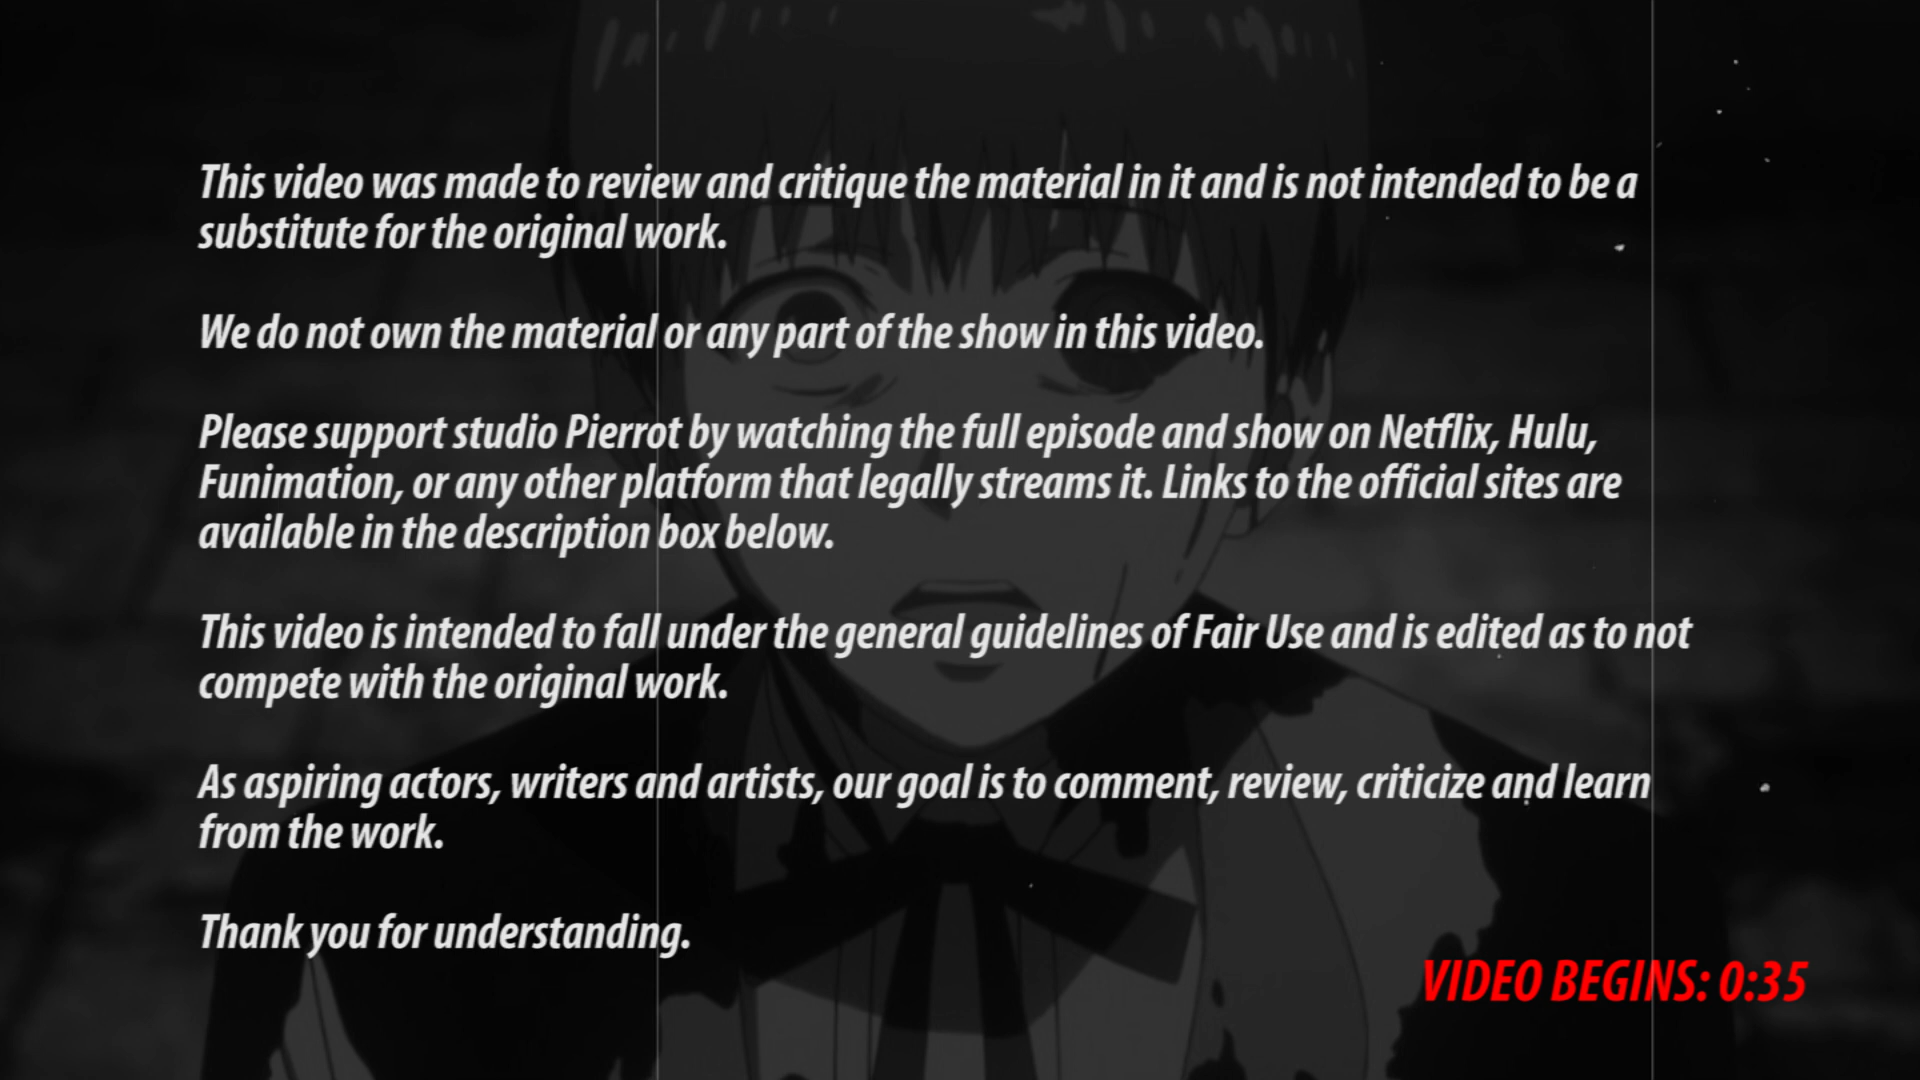 This video was made to review and critique the material in it and is not intended to be a
substitute for the original work.
We do not own the material or any part of the show in this video.
Please support studio Pierrot by watching the full episode and show on Netflix, Hulu,
Funimation, or any other platform that legally streams it. Links to the official sites are
available in the description box below.
This video is intended to fall under the general guidelines of Fair Use and is edited as to not
compete with the original work.
As aspiring actors, writers and artists, our goal is to comment, review, criticize and learn
from the work.
Thank you for understanding.
VIDEO BEGINS: 0:35